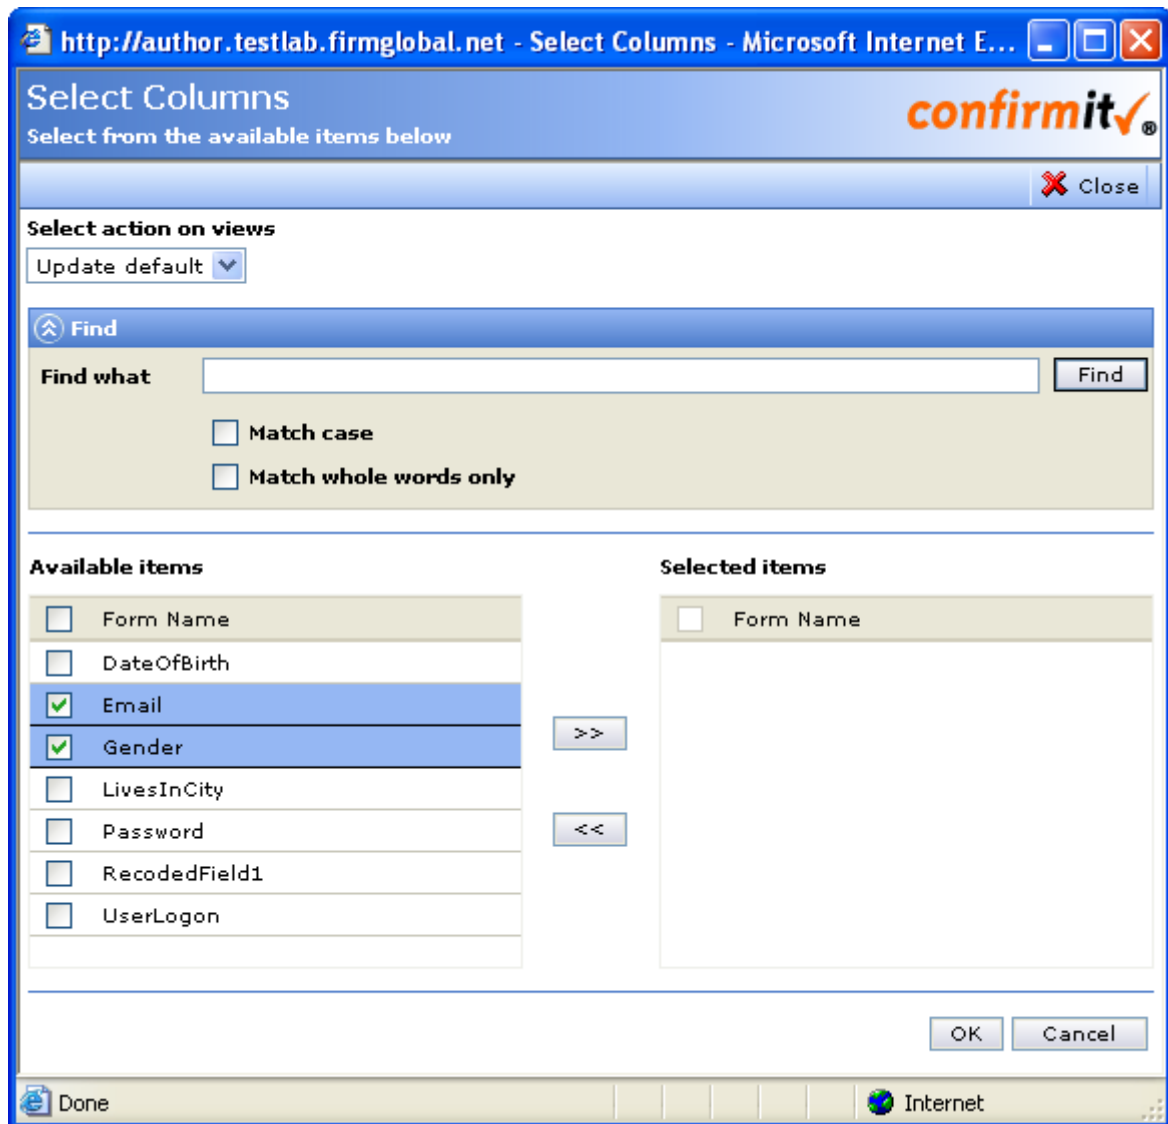 http://author.testlab.firmglobal.net - Select Columns - Microsoft Internet E...
Select Columns
Select from the available items below
confirmit®
Close
Select action on views
Update default
Find
Find what
Find
Match case
Match whole words only
Available items
Selected items
Form Name
Form Name
DateOfBirth
Email
>>
Gender
LivesInCity
Password
<<
RecodedField1
UserLogon
OK
Cancel
Done
Internet